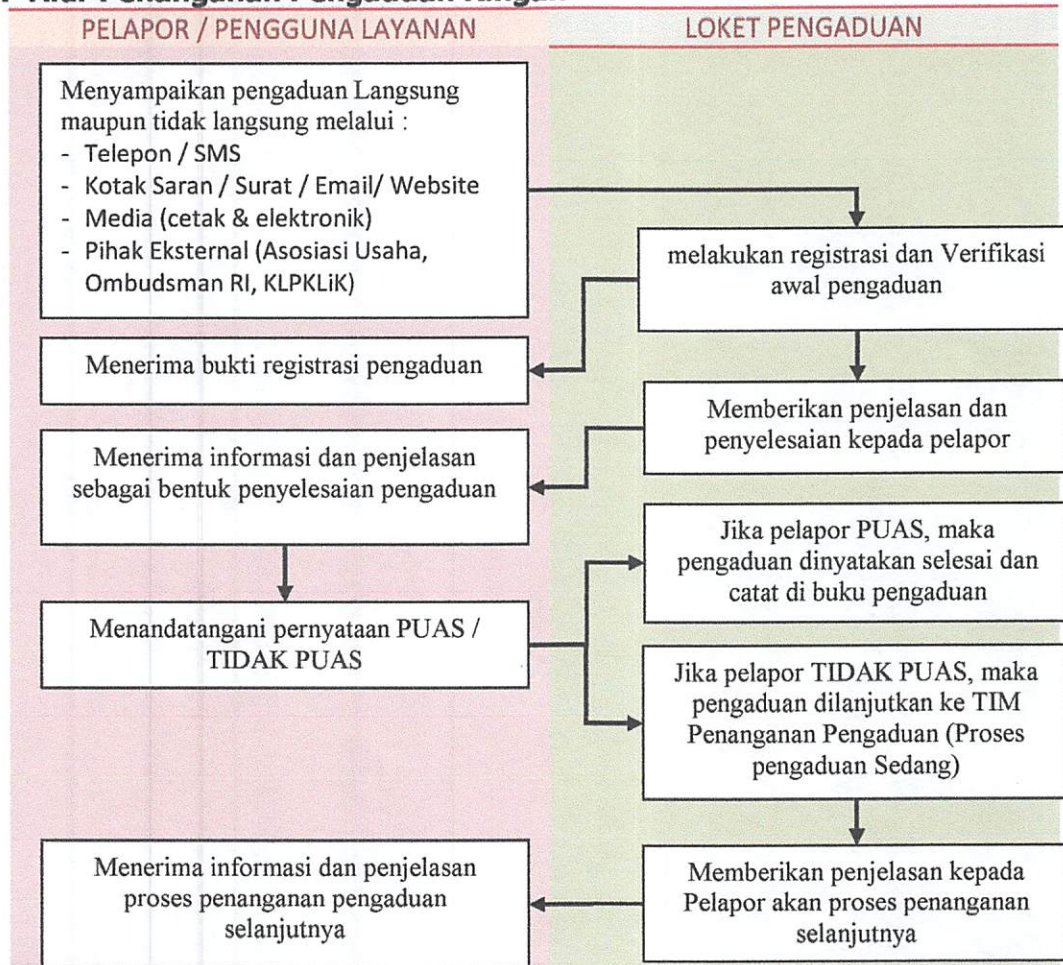 Penanganan Pengaduan Ringan
PELAPOR / PENGGUNA LAYANAN
LOKET PENGADUAN
Menyampaikan pengaduan Langsung
maupun tidak langsung melalui :
- Telepon / SMS
- Kotak Saran / Surat / Email/ Website
- Media (cetak & elektronik)
- Pihak Eksternal (Asosiasi Usaha,
Ombudsman RI, KLPKLiK)
melakukan registrasi dan Verifikasi
awal pengaduan
Menerima bukti registrasi pengaduan
Memberikan penjelasan dan
penyelesaian kepada pelapor
Menerima informasi dan penjelasan
sebagai bentuk penyelesaian pengaduan
Jika pelapor PUAS, maka
pengaduan dinyatakan selesai dan
catat di buku pengaduan
Menandatangani pernyataan PUAS /
TIDAK PUAS
Jika pelapor TIDAK PUAS, maka
pengaduan dilanjutkan ke TIM
Penanganan Pengaduan (Proses
pengaduan Sedang)
Memberikan penjelasan kepada
Pelapor akan proses penanganan
selanjutnya
Menerima informasi dan penjelasan
proses penanganan pengaduan
selanjutnya